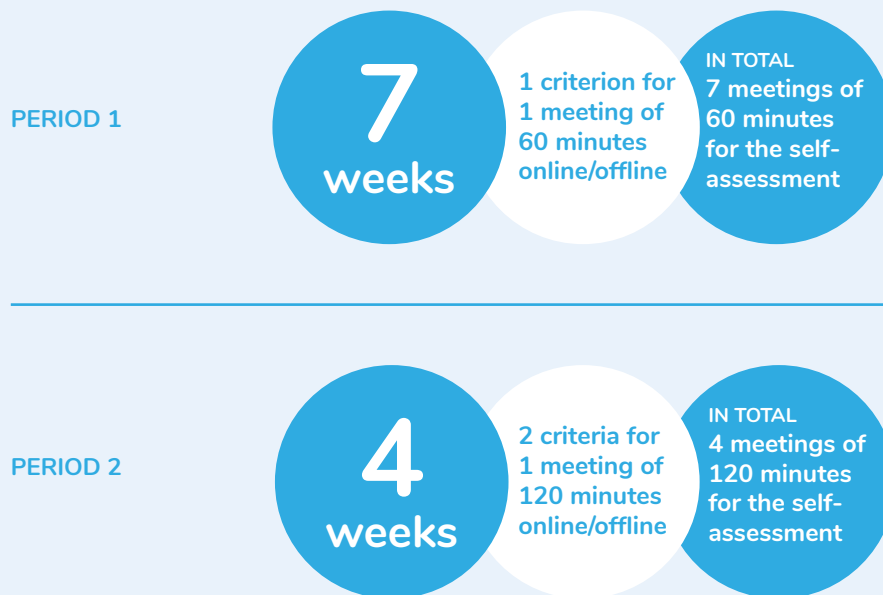 PERIOD 1
7
weeks
1 criterion for
1 meeting of
60 minutes
online/offline
IN TOTAL
7 meetings of
60 minutes
for the self-
assessment
PERIOD 2
4
weeks
2 criteria for
1 meeting of
120 minutes
online/offline
IN TOTAL
4 meetings of
120 minutes
for the self-
assessment